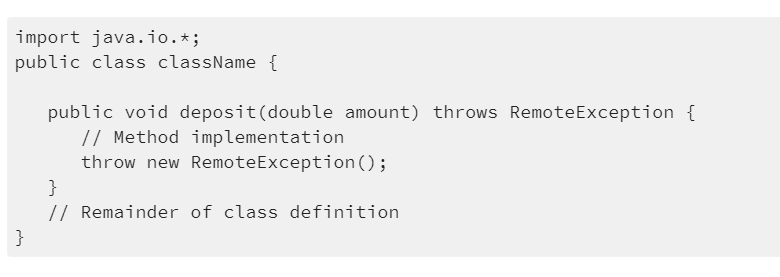 import java.io.*;
public class className {
   public void deposit(double amount) throws RemoteException {
      // Method implementation
      throw new RemoteException();
   }
   // Remainder of class definition
}